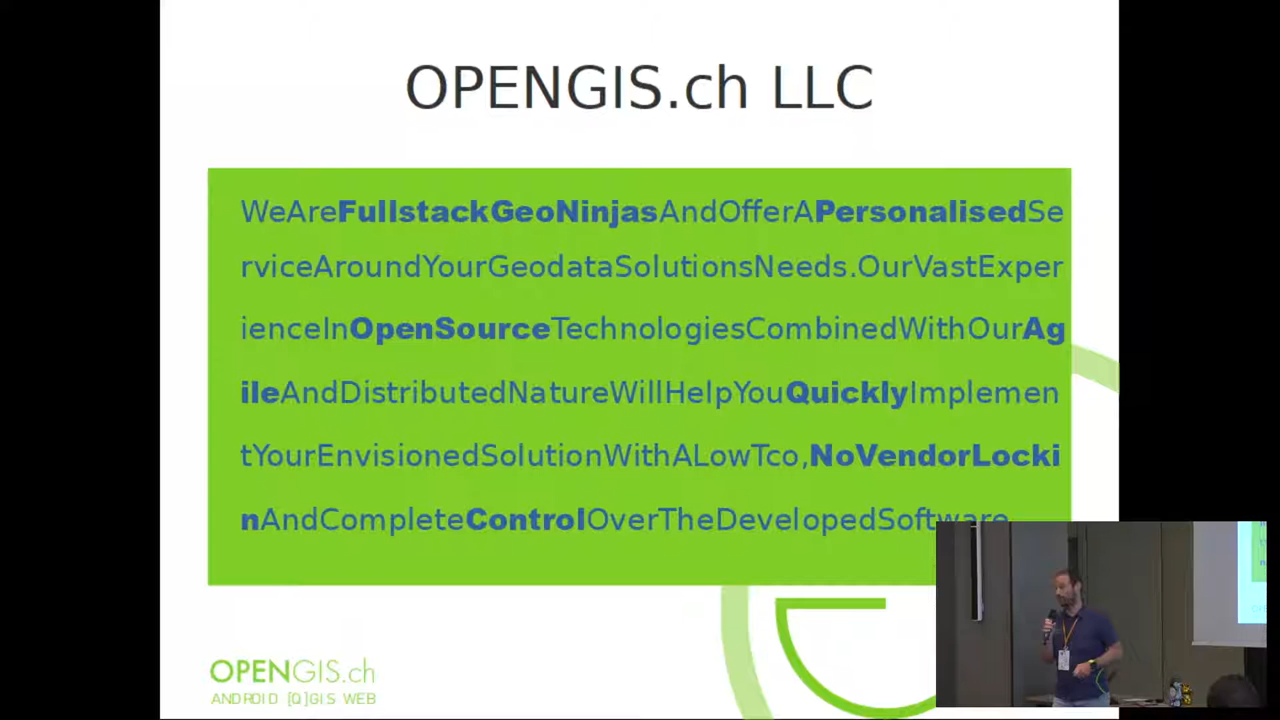 OPENGIS.ch LLC
WeAreFullstackGeoNinjasAndOfferAPersonalisedSe
rviceAroundYourGeodataSolutionsNeeds.OurVastExper
ienceInOpenSourceTechnologiesCombinedWithOurAg
ileAndDistributedNatureWillHelpYouQuicklyImplemen
tYourEnvisionedSolutionWithALowTco,NoVendorLocki
nAndCompleteControlOverTheDevelopedSoftware
OPENGIS.ch
ANDROID [Q]GIS WEB